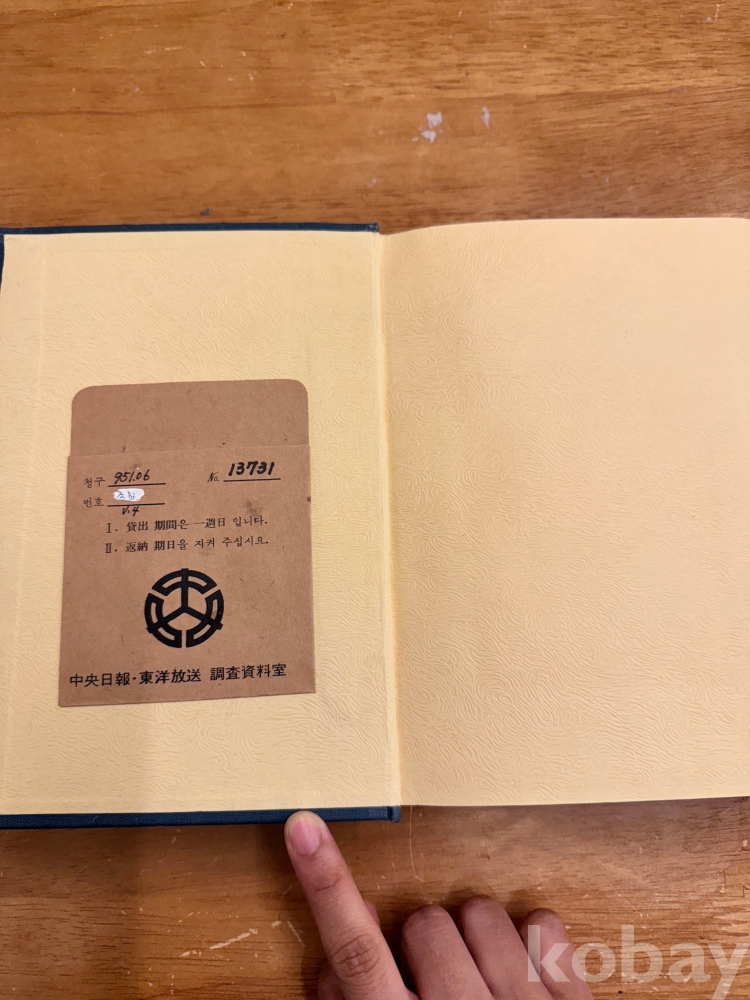 청구 951.06 No. 13731
번호
v.4
I. 貸出 期間은 一週日 입니다.
II. 返納 期日을 지켜 주십시요.
中央日報·東洋放送 調査資料室
kobay